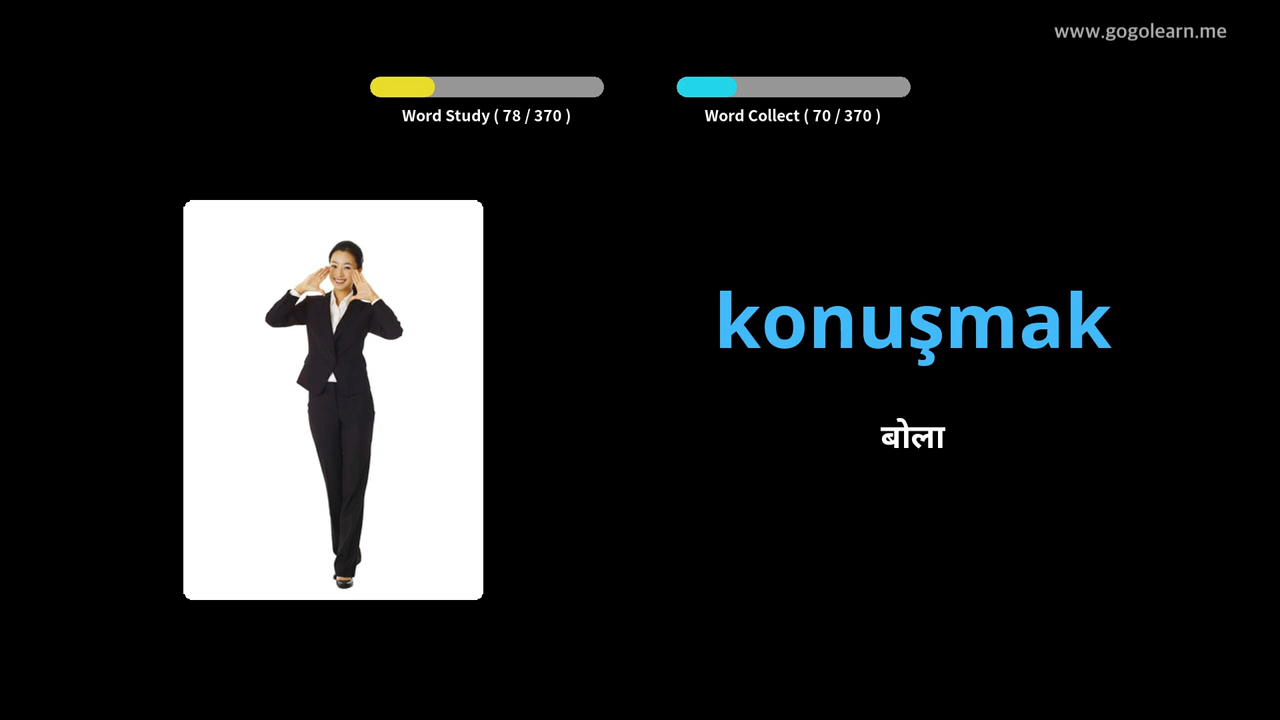 www.gogolearn.me
Word Study ( 78 / 370 )
Word Collect ( 70 / 370 )
konuşmak
बोला